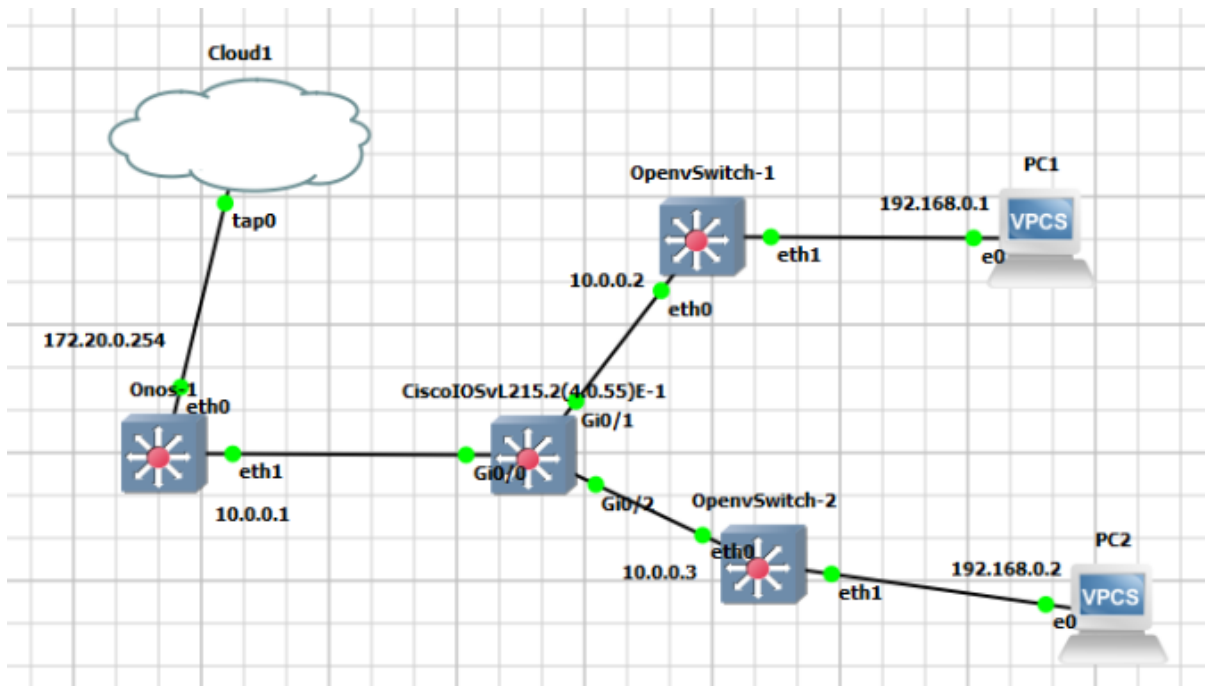 Cloud1
tap0
OpenvSwitch-1
PC1
192.168.0.1
VPCS
eth1
e0
10.0.0.2
eth0
172.20.0.254
Onos-1
eth0
CiscoIOSvL215.2(4.0.55)E-1
Gi0/1
eth1
Gi0/0
10.0.0.1
Gi0/2
OpenvSwitch-2
eth0
10.0.0.3
eth1
PC2
192.168.0.2
VPCS
e0